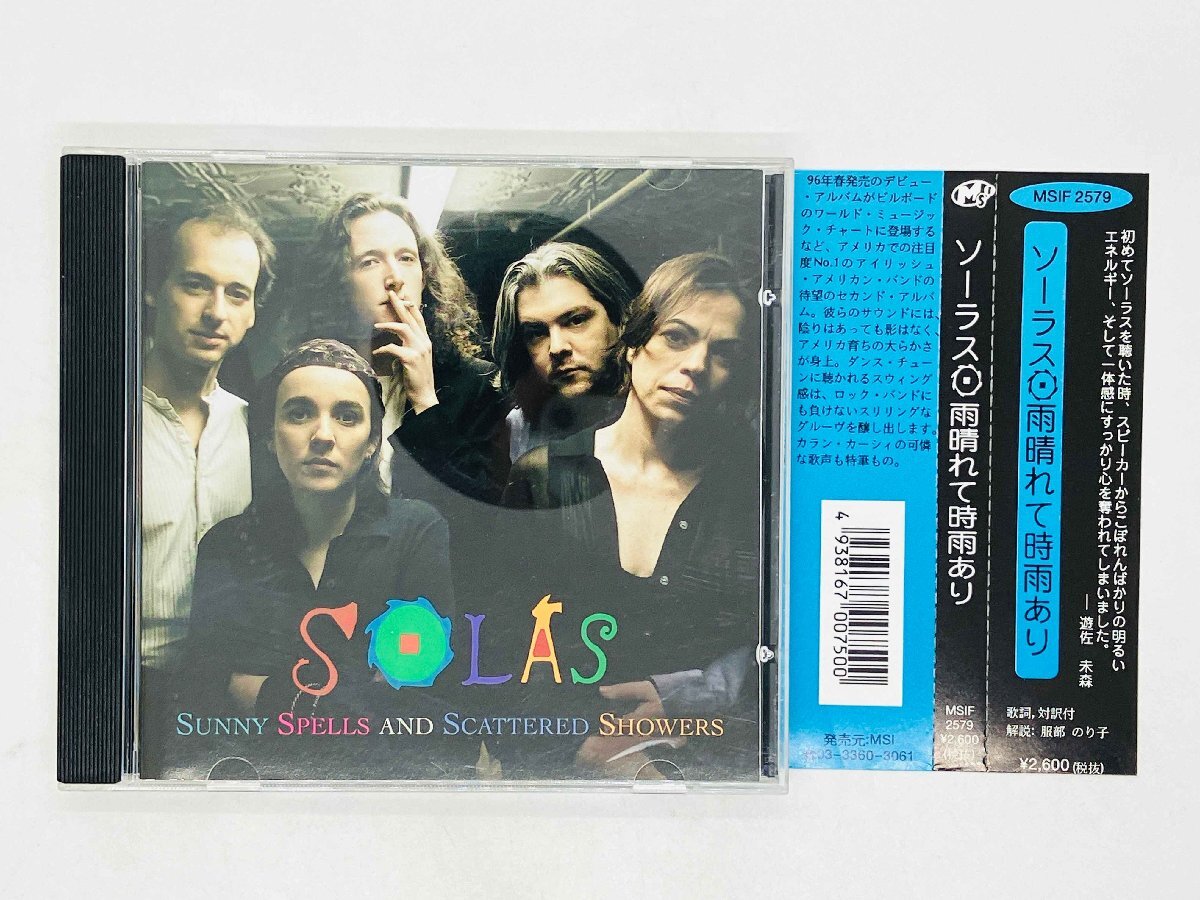 SOLAS
SUNNY SPELLS AND SCATTERED SHOWERS
96年春発売のデビュー
・アルバムがビルボード
のワールド・ミュージッ
ク・チャートに登場する
など、アメリカでの注目
度No.1のアイリッシュ
・アメリカン・バンドの
待望のセカンド・アルバ
ム。彼らのサウンドには、
陰りはあっても影はなく、
アメリカ育ちの大らかさ
が身上。ダンス・チュー
ンに聴かれるスウィング
感は、ロック・バンドに
も負けないスリリングな
グルーヴを醸し出します。
カラン・カーシィの可憐
な歌声も特筆もの。
4 938167 007500
発売元:MSI
03-3360-3061
MSI
ソーラス 雨晴れて時雨あり
MSIF
2579
¥2,600
MSIF 2579
ソーラス 雨晴れて時雨あり
初めてソーラスを聴いた時、スピーカーからこぼれんばかりの明るい
エネルギー、そして一体感にすっかり心を奪われてしまいました。
― 遊佐 未森
歌詞,対訳付
解説: 服部 のり子
¥2,600(税抜)